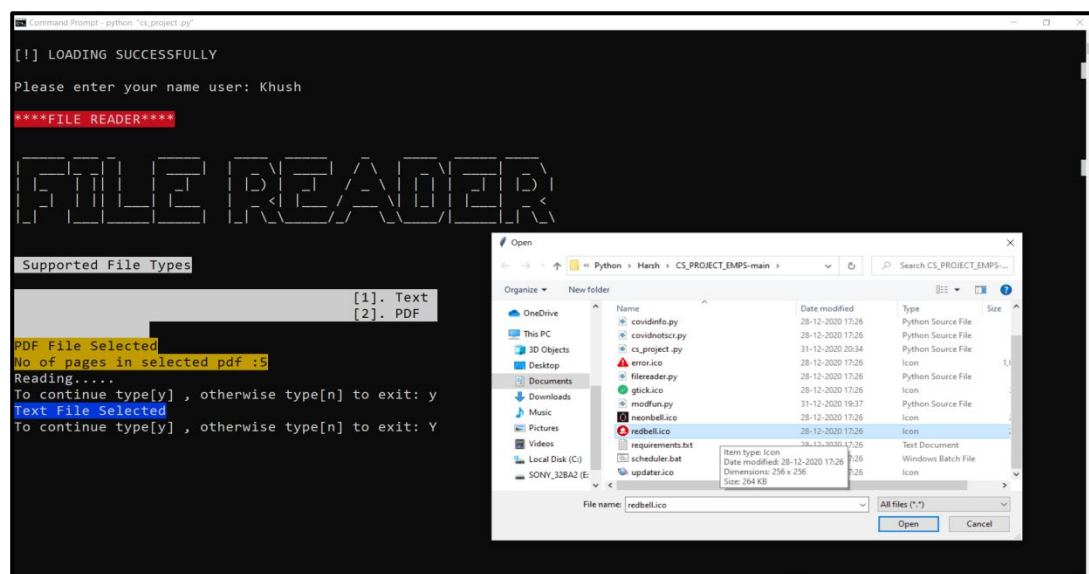 Command Prompt - python "cs_project .py"
[!] LOADING SUCCESSFULLY
Please enter your name user: Khush
****FILE READER****
FILE READER
Supported File Types
[1]. Text
[2]. PDF
PDF File Selected
No of pages in selected pdf :5
Reading.....
To continue type[y] , otherwise type[n] to exit: y
Text File Selected
To continue type[y] , otherwise type[n] to exit: Y
Open
« Python › Harsh › CS_PROJECT_EMPS-main ›
Search CS_PROJECT_EMPS-...
Organize New folder
OneDrive
This PC
3D Objects
Desktop
Documents
Downloads
Music
Pictures
Videos
Local Disk (C:)
SONY_32BA2 (E:
Name Date modified Type Size
covidinfo.py 28-12-2020 17:26 Python Source File
covidnotscr.py 28-12-2020 17:26 Python Source File
cs_project .py 31-12-2020 20:34 Python Source File
error.ico 28-12-2020 17:26 Icon
filereader.py 28-12-2020 17:26 Python Source File
gtick.ico 28-12-2020 17:26 Icon
modfun.py 31-12-2020 19:37 Python Source File
neonbell.ico 28-12-2020 17:26 Icon
redbell.ico 28-12-2020 17:26 Icon
requirements.txt 28-12-2020 17:26 Text Document
scheduler.bat 7:26 Windows Batch File
updater.ico 7:26 Icon
Item type: Icon
Date modified: 28-12-2020 17:26
Dimensions: 256 x 256
Size: 264 KB
File name: redbell.ico All files (*.*)
Open Cancel